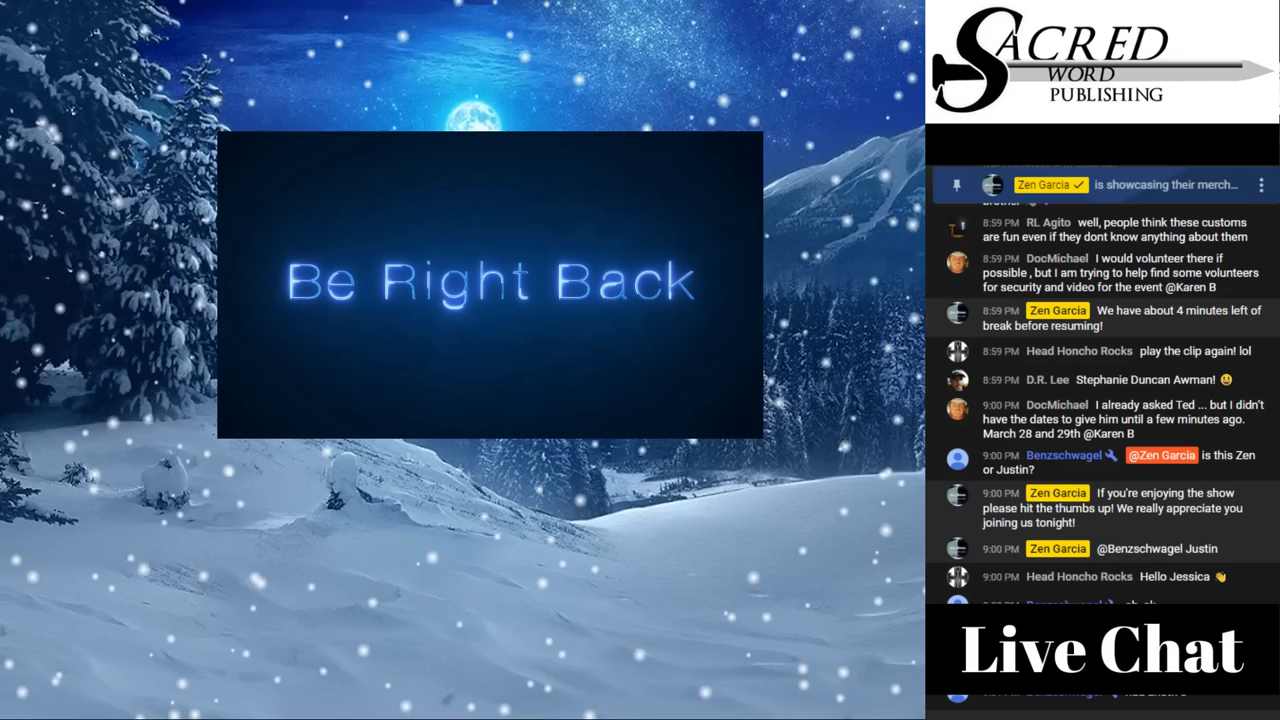 Be Right Back
SACRED
WORD
PUBLISHING
Zen Garcia ✓ is showcasing their merch...
8:59 PM RL Agito well, people think these customs
are fun even if they dont know anything about them
8:59 PM DocMichael I would volunteer there if
possible , but I am trying to help find some volunteers
for security and video for the event @Karen B
8:59 PM Zen Garcia We have about 4 minutes left of
break before resuming!
8:59 PM Head Honcho Rocks play the clip again! lol
8:59 PM D.R. Lee Stephanie Duncan Awman! 😃
9:00 PM DocMichael I already asked Ted ... but I didn't
have the dates to give him until a few minutes ago.
March 28 and 29th @Karen B
9:00 PM Benzschwagel @Zen Garcia is this Zen
or Justin?
9:00 PM Zen Garcia If you're enjoying the show
please hit the thumbs up! We really appreciate you
joining us tonight!
9:00 PM Zen Garcia @Benzschwagel Justin
9:00 PM Head Honcho Rocks Hello Jessica 👋
Live Chat